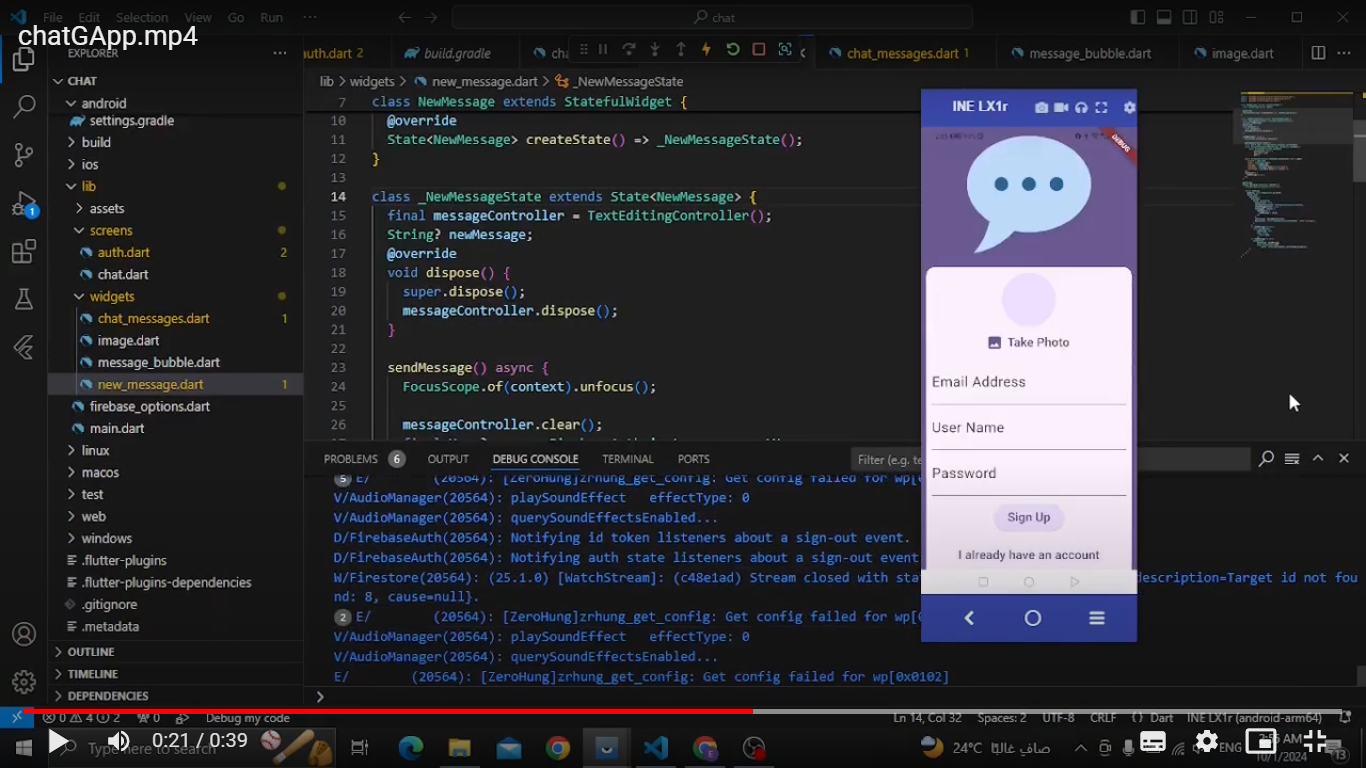 File Edit Selection View Go Run ···
chat
chatGApp.mp4
EXPLORER
auth.dart 2
build.gradle
chat_messages.dart 1
message_bubble.dart
image.dart
lib > widgets > new_message.dart > _NewMessageState
CHAT
android
settings.gradle
build
ios
lib
assets
screens
auth.dart 2
chat.dart
widgets
chat_messages.dart 1
image.dart
message_bubble.dart
new_message.dart 1
firebase_options.dart
main.dart
linux
macos
test
web
windows
.flutter-plugins
.flutter-plugins-dependencies
.gitignore
.metadata
OUTLINE
TIMELINE
DEPENDENCIES
1
7 class NewMessage extends StatefulWidget {
10 @override
11 State<NewMessage> createState() => _NewMessageState();
12 }
13
14 class _NewMessageState extends State<NewMessage> {
15 final messageController = TextEditingController();
16 String? newMessage;
17 @override
18 void dispose() {
19 super.dispose();
20 messageController.dispose();
21 }
22
23 sendMessage() async {
24 FocusScope.of(context).unfocus();
25
26 messageController.clear();
INE LX1r
DEBUG
Take Photo
Email Address
User Name
Password
Sign Up
I already have an account
PROBLEMS 6 OUTPUT DEBUG CONSOLE TERMINAL PORTS
Filter (e.g. te
5 E/ (20564): [ZeroHung]zrhung_get_config: Get config failed for wp[
V/AudioManager(20564): playSoundEffect effectType: 0
V/AudioManager(20564): querySoundEffectsEnabled...
D/FirebaseAuth(20564): Notifying id token listeners about a sign-out event.
D/FirebaseAuth(20564): Notifying auth state listeners about a sign-out event
W/Firestore(20564): (25.1.0) [WatchStream]: (c48e1ad) Stream closed with stat description=Target id not fou
nd: 8, cause=null}.
2 E/ (20564): [ZeroHung]zrhung_get_config: Get config failed for wp[
V/AudioManager(20564): playSoundEffect effectType: 0
V/AudioManager(20564): querySoundEffectsEnabled...
E/ (20564): [ZeroHung]zrhung_get_config: Get config failed for wp[0x0102]
0 4 2 0 Debug my code
Ln 14, Col 32 Spaces: 2 UTF-8 CRLF {} Dart INE LX1r (android-arm64)
0:21 / 0:39
Type here to search
24°C صاف غالبًا
ENG
AM
10/1/2024
13